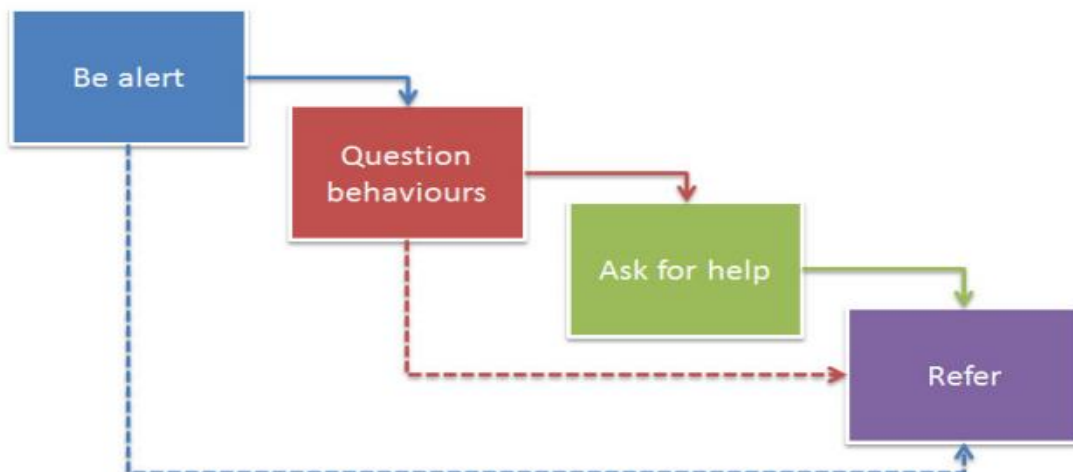 Be alert
Question
behaviours
Ask for help
Refer